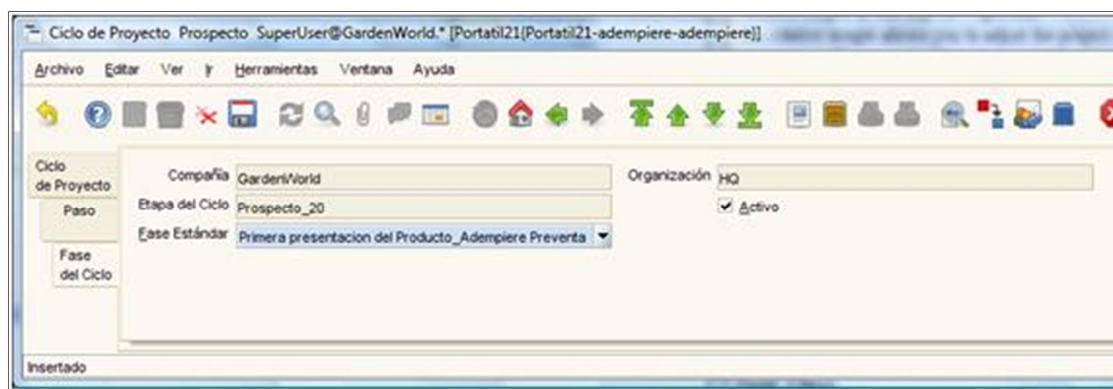 Ciclo de Proyecto Prospecto SuperUser@GardenWorld.* [Portatil21{Portatil21-adempiere-adempiere}]
Archivo Editar Ver Ir Herramientas Ventana Ayuda
Ciclo
de Proyecto
Paso
Fase
del Ciclo
Compañía GardenWorld Organización HQ
Etapa del Ciclo Prospecto_20 Activo
Fase Estándar Primera presentacion del Producto_Adempiere Preventa
Insertado